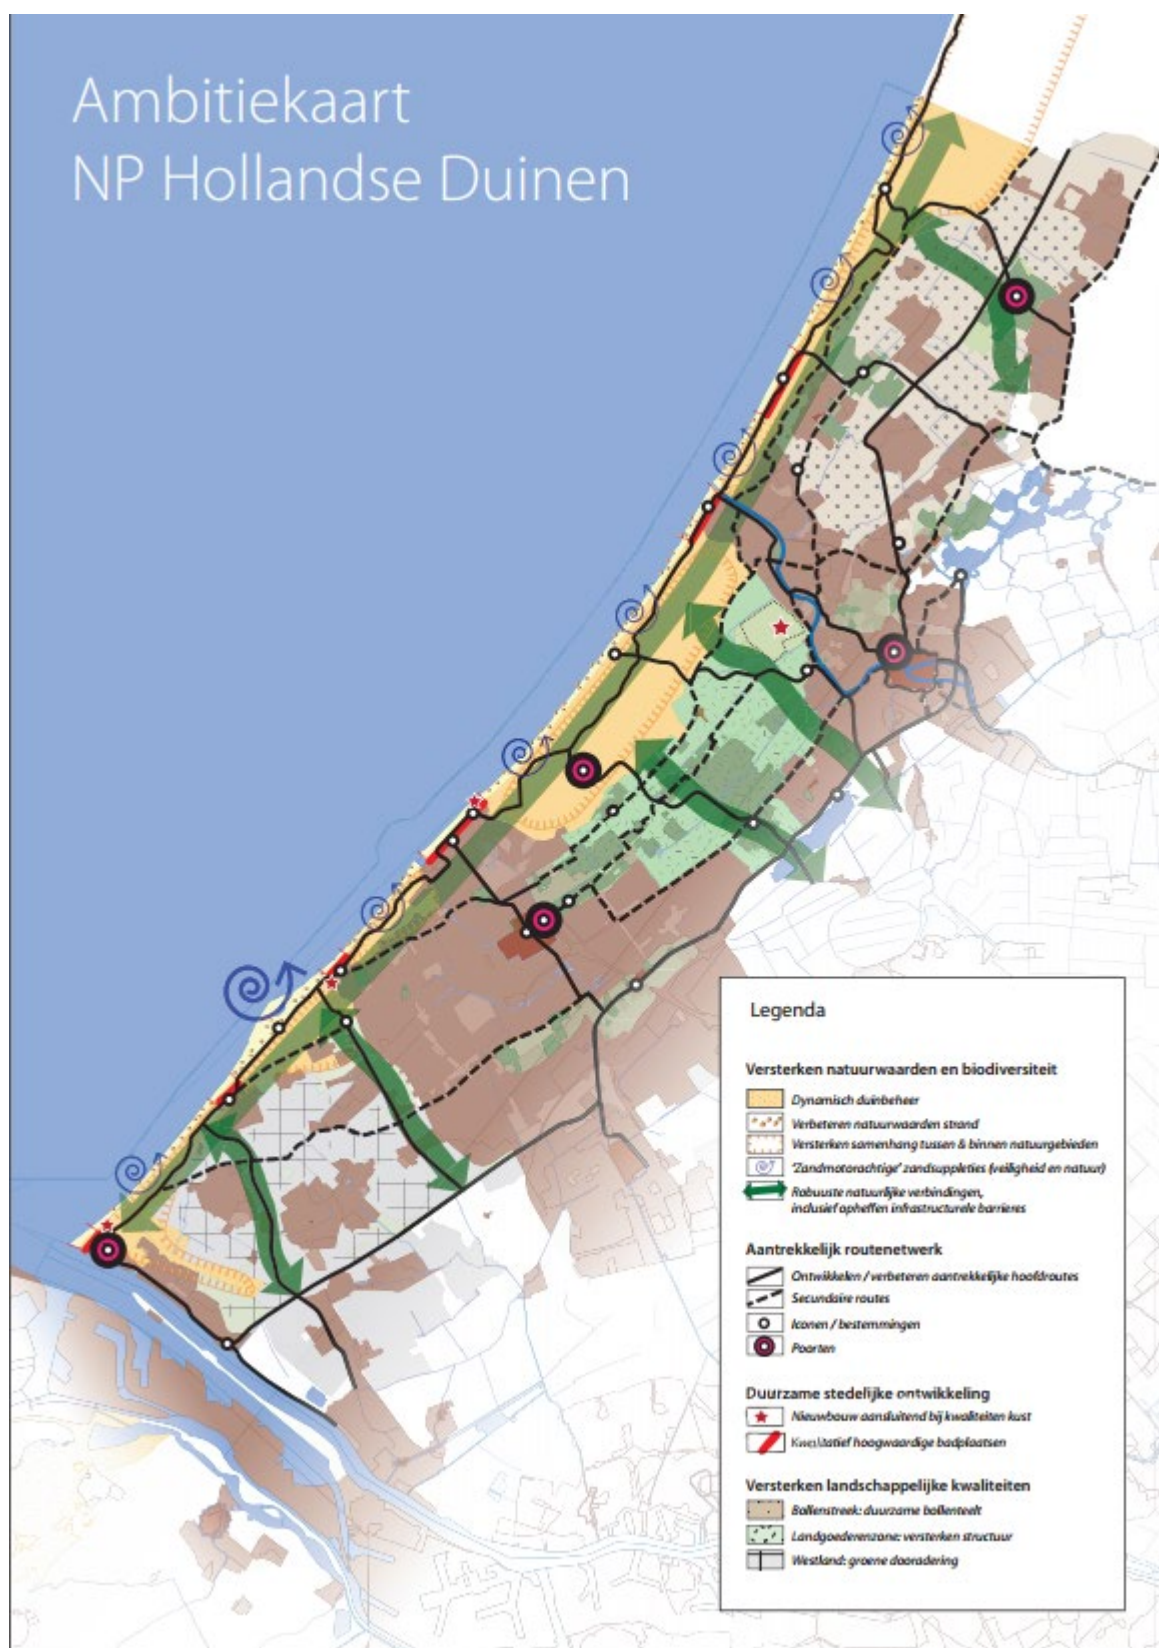 Ambitiekaart
NP Hollandse Duinen
Legenda
Versterken natuurwaarden en biodiversiteit
Dynamisch duinbeheer
Verbeteren natuurwaarden strand
Versterken samenhang tussen & binnen natuurgebieden
'Zandmotorachtige' zandsuppleties (veiligheid en natuur)
Robuuste natuurlijke verbindingen,
inclusief opheffen infrastructurele barrieres
Aantrekkelijk routenetwerk
Ontwikkelen / verbeteren aantrekkelijke hoofdroutes
Secundaire routes
Iconen / bestemmingen
Poorten
Duurzame stedelijke ontwikkeling
Nieuwbouw aansluitend bij kwaliteiten kust
Kwalitatief hoogwaardige badplaatsen
Versterken landschappelijke kwaliteiten
Bollenstreek: duurzame bollenteelt
Landgoederenzone: versterken structuur
Westland: groene dooradering